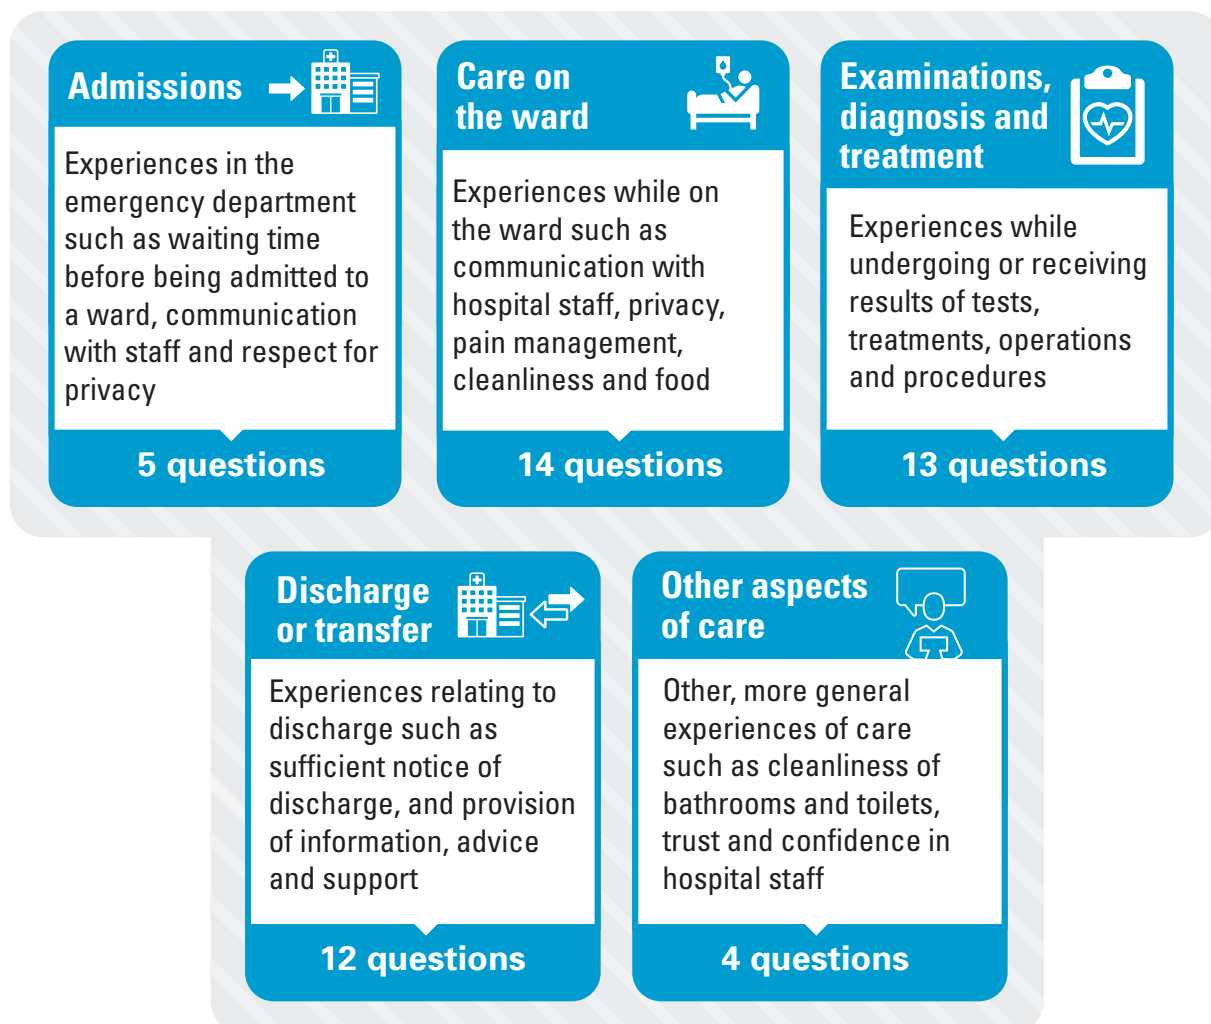 Admissions
Experiences in the
emergency department
such as waiting time
before being admitted to
a ward, communication
with staff and respect for
privacy
5 questions
Care on
the ward
Experiences while on
the ward such as
communication with
hospital staff, privacy,
pain management,
cleanliness and food
14 questions
Examinations,
diagnosis and
treatment
Experiences while
undergoing or receiving
results of tests,
treatments, operations
and procedures
13 questions
Discharge
or transfer
Experiences relating to
discharge such as
sufficient notice of
discharge, and provision
of information, advice
and support
12 questions
Other aspects
of care
Other, more general
experiences of care
such as cleanliness of
bathrooms and toilets,
trust and confidence in
hospital staff
4 questions